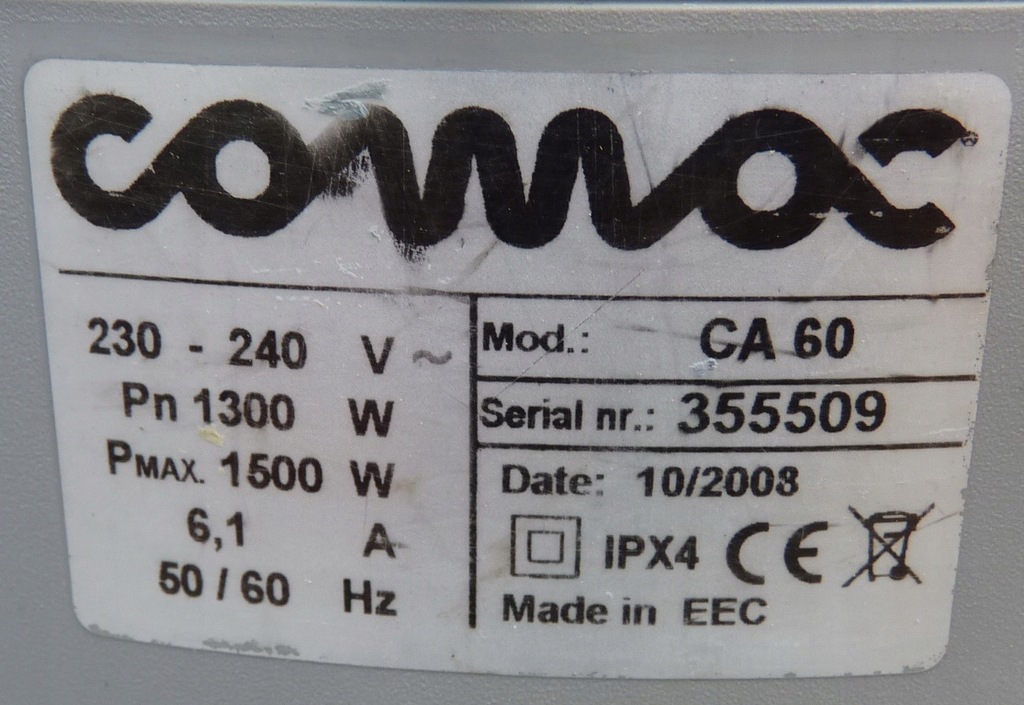 comac
230 - 240 V ~
Pn 1300 W
PMAX. 1500 W
6,1 A
50 / 60 Hz
Mod.: CA 60
Serial nr.: 355509
Date: 10/2008
IPX4 CE
Made in EEC